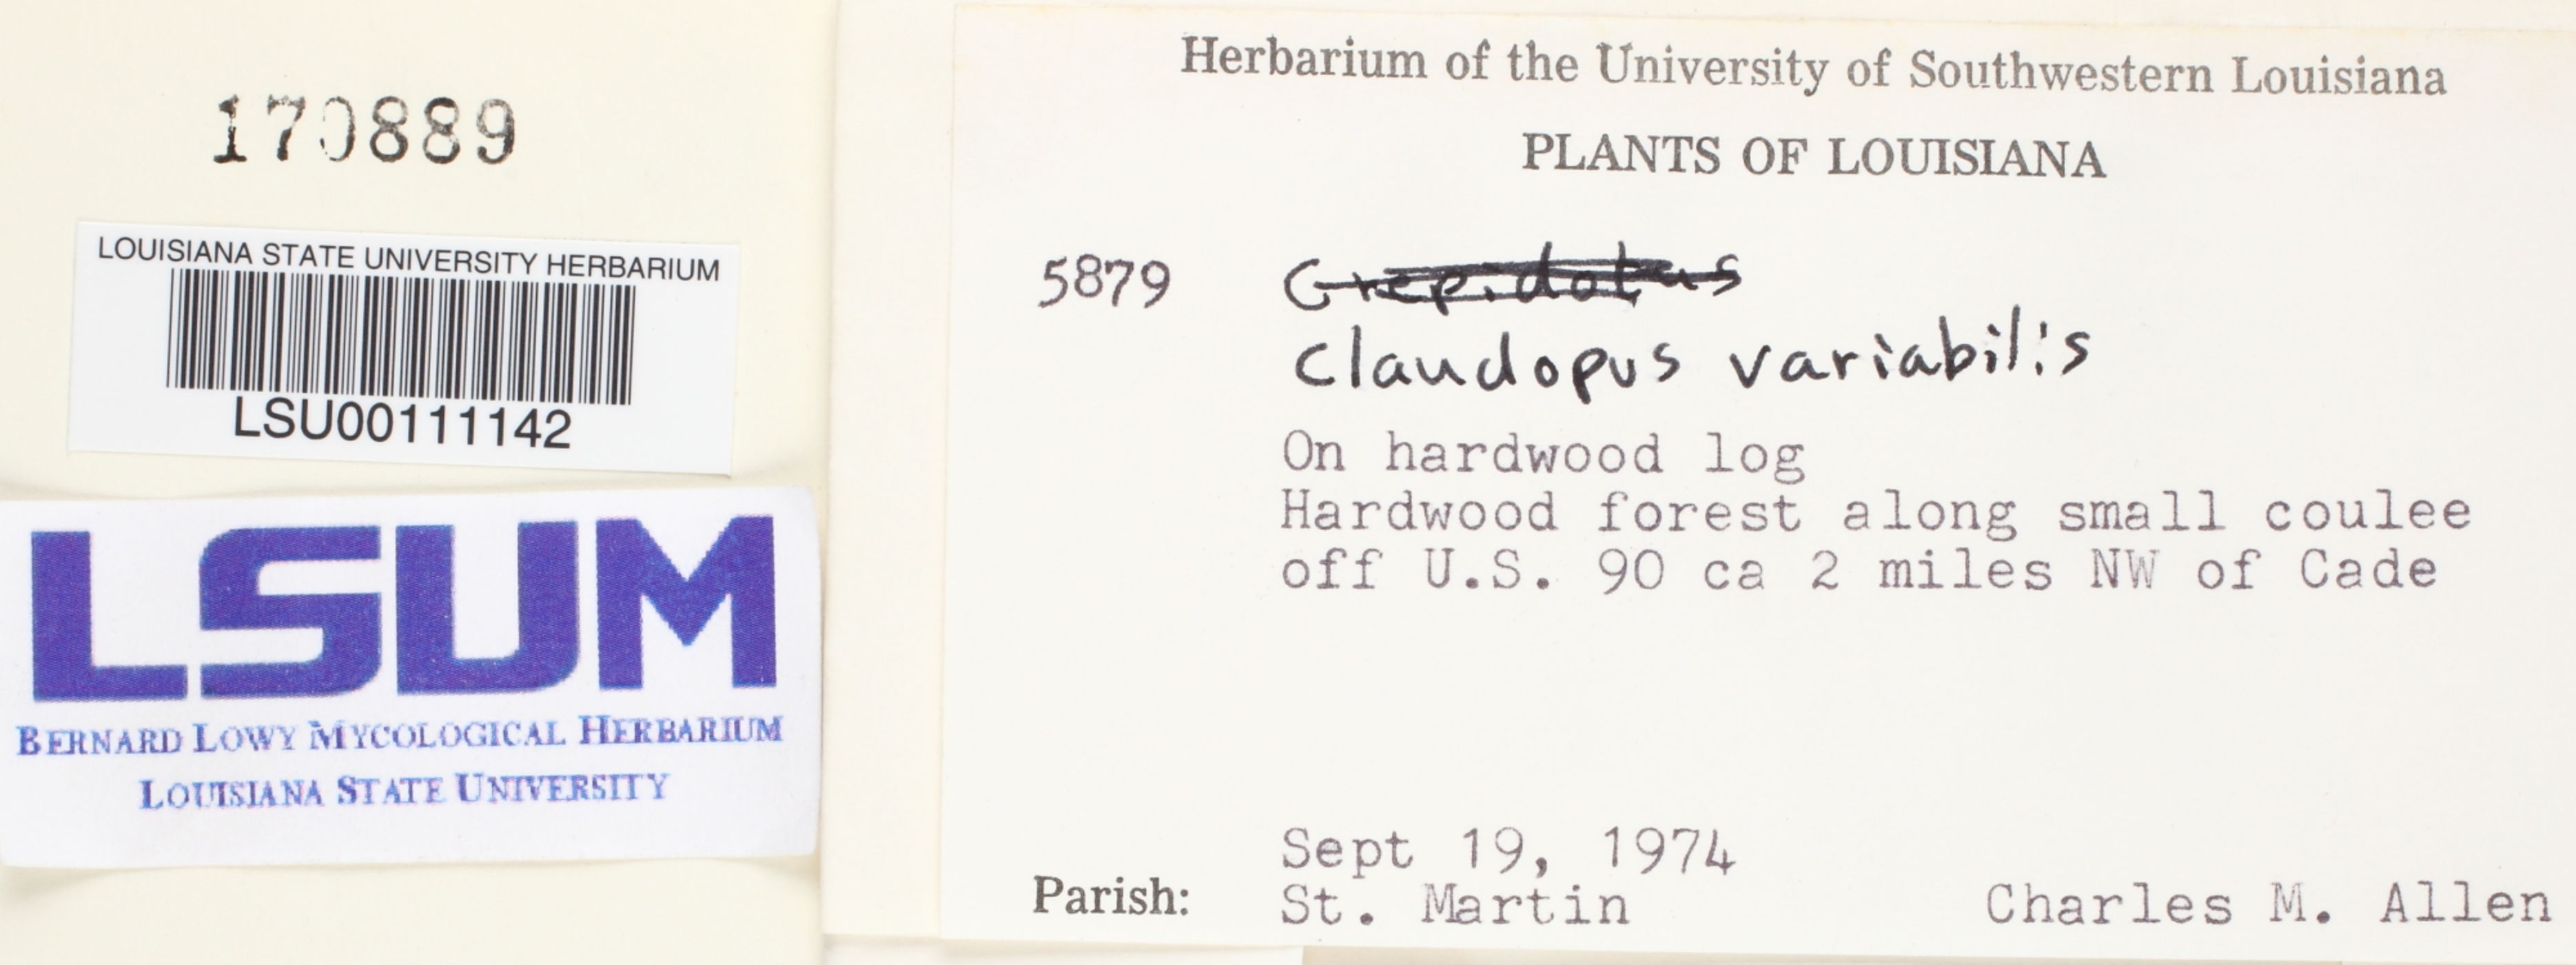 170889
LOUISIANA STATE UNIVERSITY HERBARIUM
LSU00111142
LSUM
BERNARD LOWY MYCOLOGICAL HERBARIUM
LOUISIANA STATE UNIVERSITY
Herbarium of the University of Southwestern Louisiana
PLANTS OF LOUISIANA
5879 Crepidotus
Claudopus variabilis
On hardwood log
Hardwood forest along small coulee
off U.S. 90 ca 2 miles NW of Cade
Sept 19, 1974
Parish: St. Martin Charles M. Allen